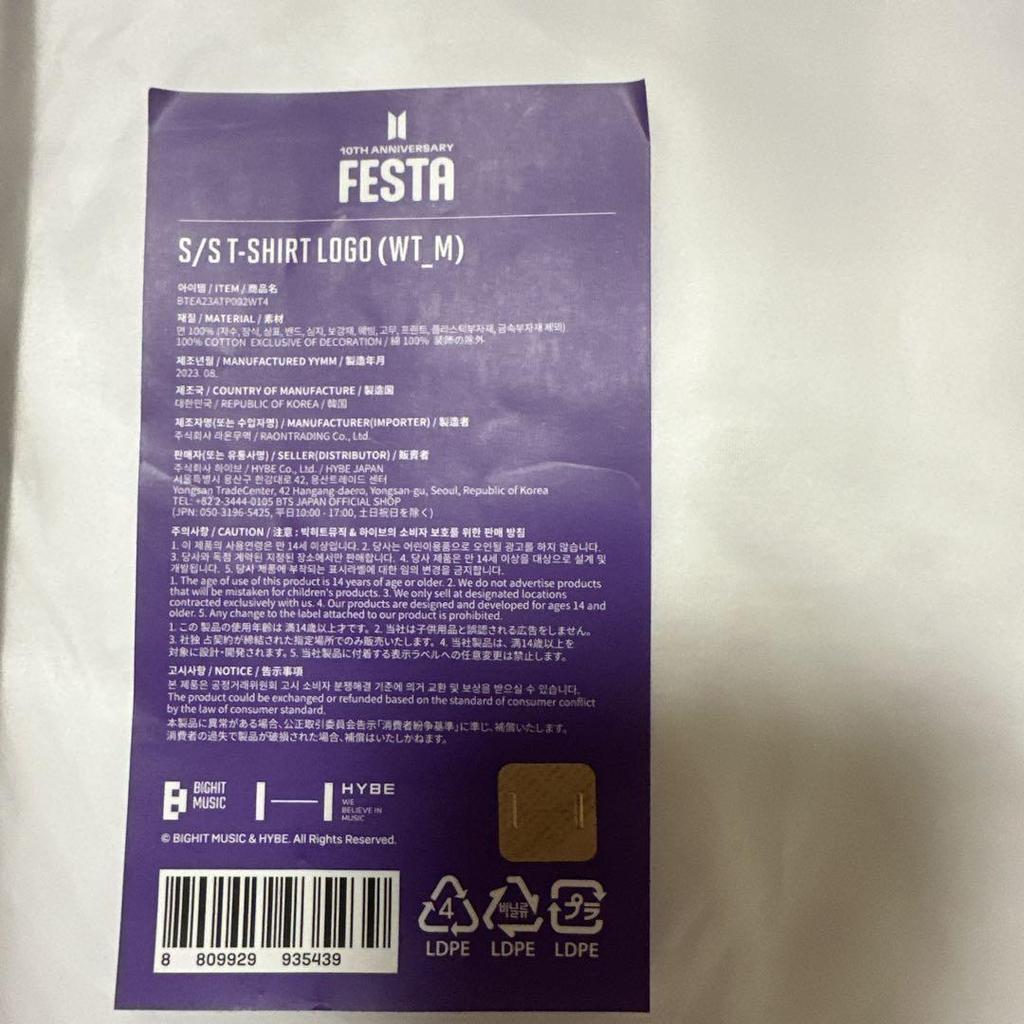 10TH ANNIVERSARY
FESTA
S/S T-SHIRT LOGO (WT_M)
아이템 / ITEM / 商品名
BTEA23ATP002WT4
재질 / MATERIAL / 素材
면 100% (자수, 장식, 상표, 밴드, 심지, 보강재, 웨빙, 고무, 프린트, 플라스틱부자재, 금속부자재 제외)
100% COTTON EXCLUSIVE OF DECORATION / 綿 100% 装飾の除外
제조년월 / MANUFACTURED YYMM / 製造年月
2023. 08.
제조국 / COUNTRY OF MANUFACTURE / 製造国
대한민국 / REPUBLIC OF KOREA / 韓国
제조자명(또는 수입자명) / MANUFACTURER(IMPORTER) / 製造者
주식회사 라온무역 / RAONTRADING Co., Ltd.
판매자(또는 유통사명) / SELLER(DISTRIBUTOR) / 販賣者
주식회사 하이브 / HYBE Co., Ltd. / HYBE JAPAN
서울특별시 용산구 한강대로 42, 용산트레이드 센터
Yongsan TradeCenter, 42 Hangang-daero, Yongsan-gu, Seoul, Republic of Korea
TEL: +82 2-3444-0105 BTS JAPAN OFFICIAL SHOP
(JPN: 050-3196-5425, 平日10:00 - 17:00, 土日祝日を除く)
주의사항 / CAUTION / 注意 : 빅히트뮤직 & 하이브의 소비자 보호를 위한 판매 방침
1. 이 제품의 사용연령은 만 14세 이상입니다. 2. 당사는 어린이용품으로 오인될 광고를 하지 않습니다.
3. 당사와 독점 계약된 지정된 장소에서만 판매합니다. 4. 당사 제품은 만 14세 이상을 대상으로 설계 및
개발됩니다. 5. 당사 제품에 부착되는 표시라벨에 대한 임의 변경을 금지합니다.
1. The age of use of this product is 14 years of age or older. 2. We do not advertise products
that will be mistaken for children's products. 3. We only sell at designated locations
contracted exclusively with us. 4. Our products are designed and developed for ages 14 and
older. 5. Any change to the label attached to our product is prohibited.
1. この 製品の使用年齢は 満14歳以上才です。2. 当社は子供用品と誤認される広告をしません。
3. 社独 占契約が締結された指定場所でのみ販売いたします。4. 当社製品は、満14歳以上を
対象に設計·開発されます。5. 当社製品に付着する表示ラベルへの任意変更は禁止します。
고시사항 / NOTICE / 告示事項
본 제품은 공정거래위원회 고시 소비자 분쟁해결 기준에 의거 교환 및 보상을 받으실 수 있습니다.
The product could be exchanged or refunded based on the standard of consumer conflict
by the law of consumer standard.
本製品に異常がある場合、公正取引委員会告示「消費者紛争基準」に準じ、補償いたします。
消費者の過失で製品が破損された場合、補償はいたしかねます。
BIGHIT
MUSIC
HYBE
WE
BELIEVE IN
MUSIC
© BIGHIT MUSIC & HYBE. All Rights Reserved.
8 809929 935439
4
LDPE
비닐류
LDPE
プラ
LDPE